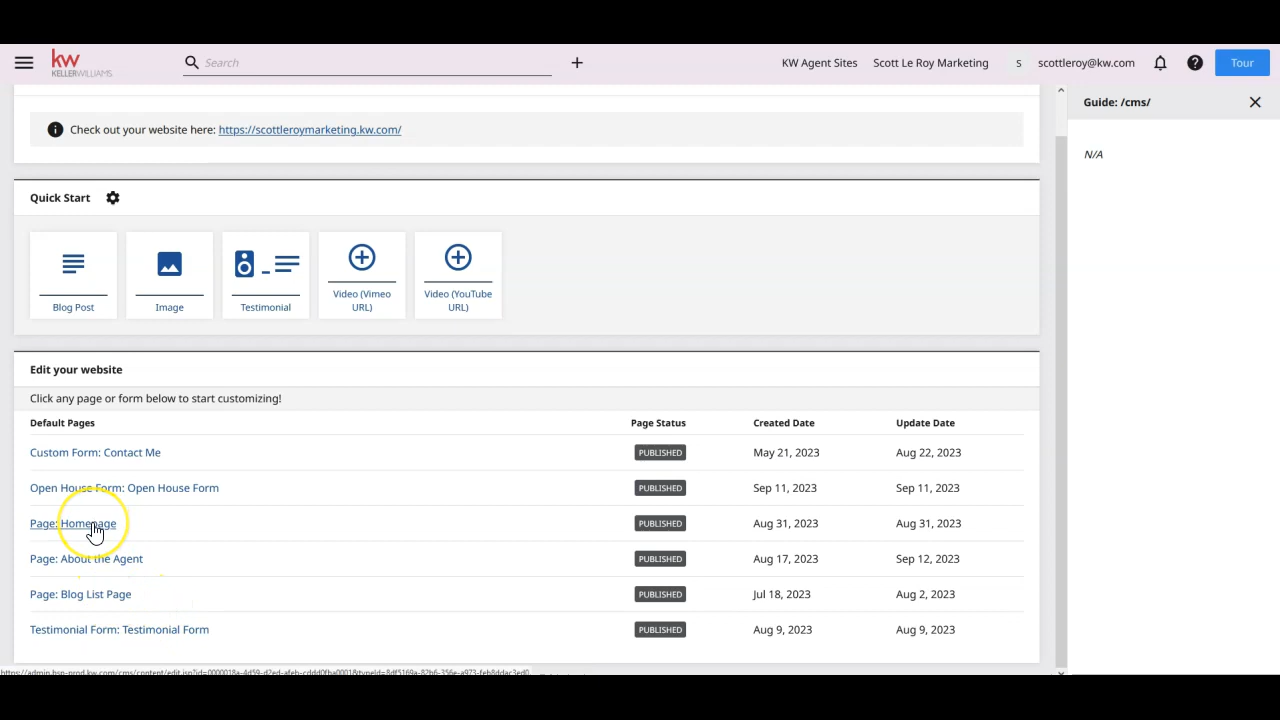 kw
KELLERWILLIAMS
Search
KW Agent Sites
Scott Le Roy Marketing
S
scottleroy@kw.com
Tour
Guide: /cms/
N/A
Check out your website here: https://scottleroymarketing.kw.com/
Quick Start
Blog Post
Image
Testimonial
Video (Vimeo
URL)
Video (YouTube
URL)
Edit your website
Click any page or form below to start customizing!
Default Pages Page Status Created Date Update Date
Custom Form: Contact Me PUBLISHED May 21, 2023 Aug 22, 2023
Open House Form: Open House Form PUBLISHED Sep 11, 2023 Sep 11, 2023
Page: Homepage PUBLISHED Aug 31, 2023 Aug 31, 2023
Page: About the Agent PUBLISHED Aug 17, 2023 Sep 12, 2023
Page: Blog List Page PUBLISHED Jul 18, 2023 Aug 2, 2023
Testimonial Form: Testimonial Form PUBLISHED Aug 9, 2023 Aug 9, 2023